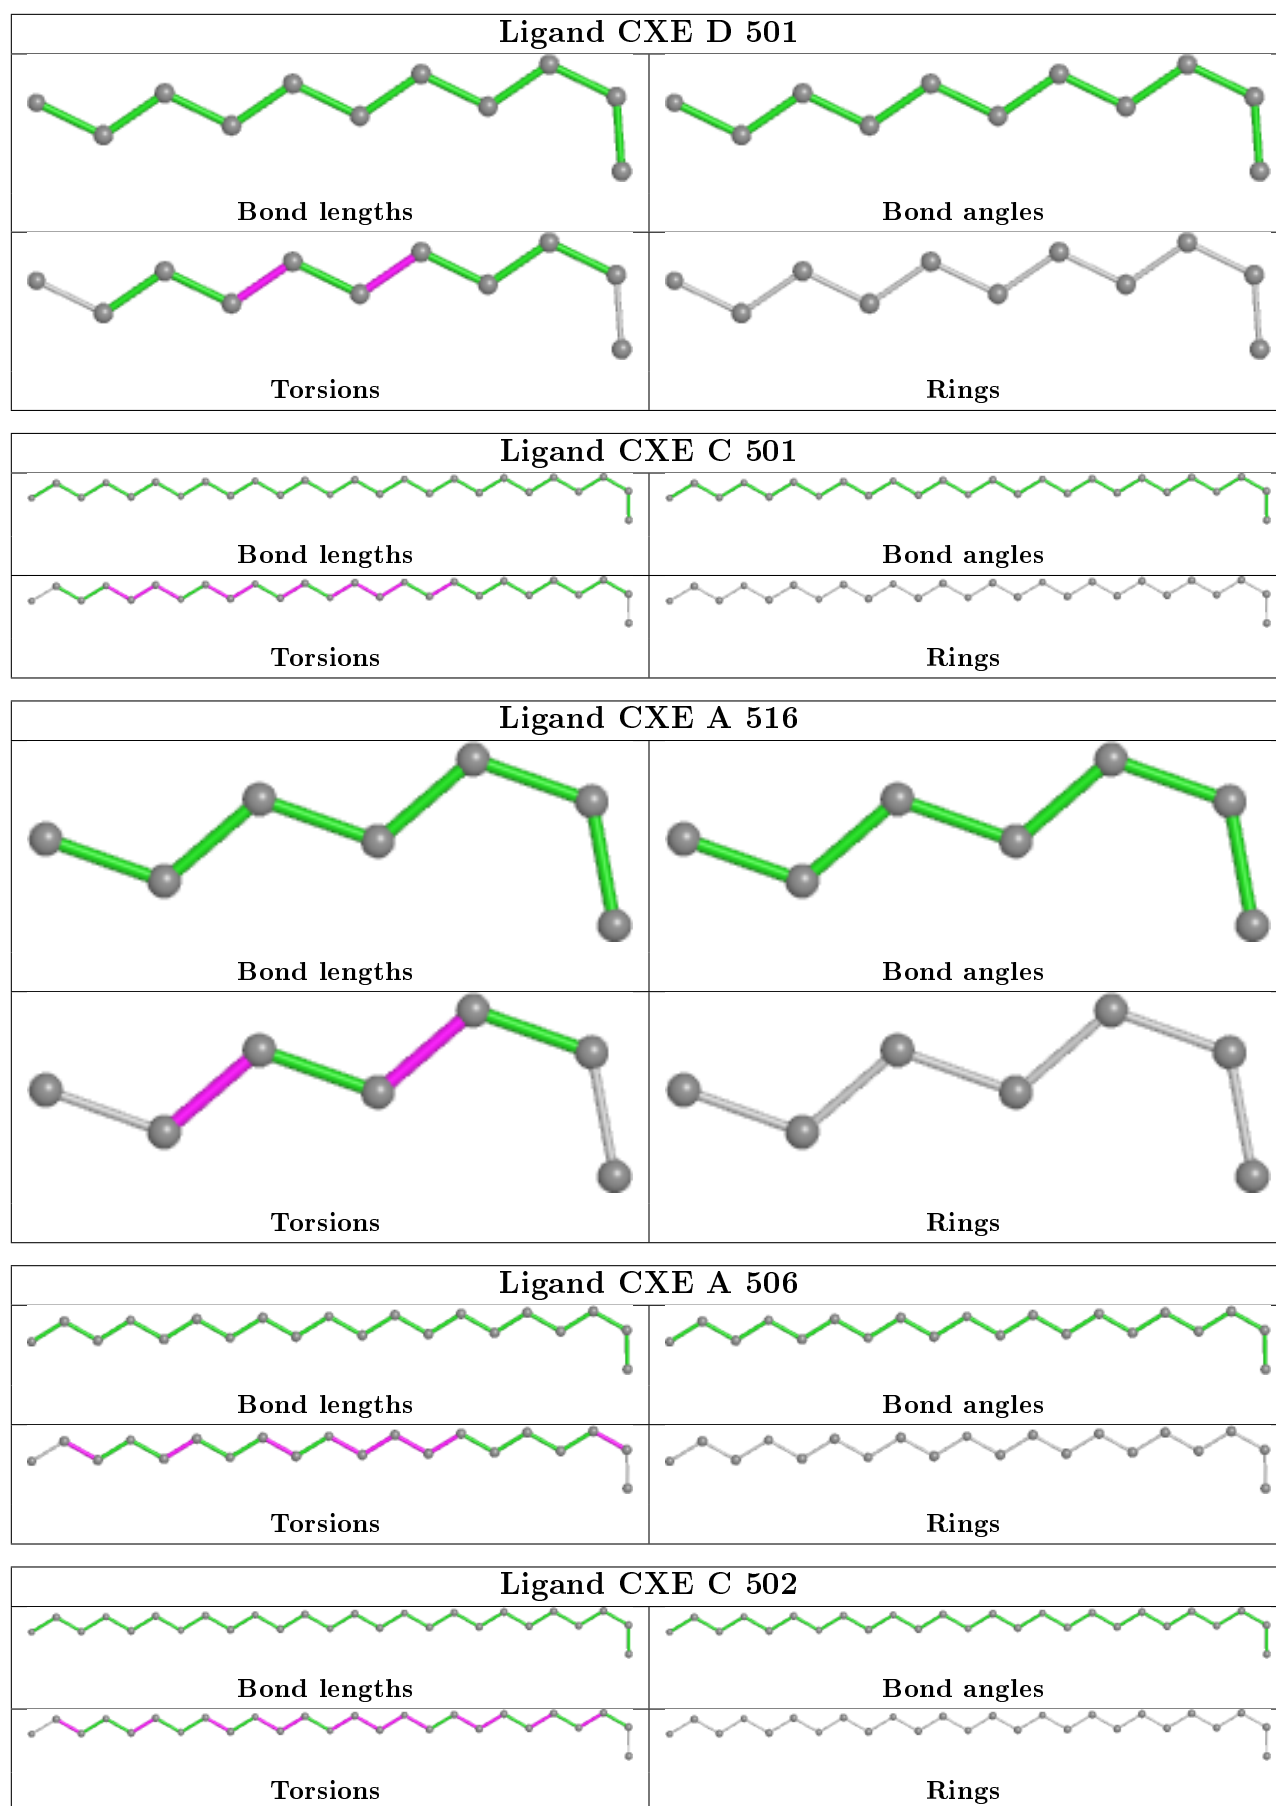 Ligand CXE D 501
Bond lengths
Bond angles
Torsions
Rings
Ligand CXE C 501
Bond lengths
Bond angles
Torsions
Rings
Ligand CXE A 516
Bond lengths
Bond angles
Torsions
Rings
Ligand CXE A 506
Bond lengths
Bond angles
Torsions
Rings
Ligand CXE C 502
Bond lengths
Bond angles
Torsions
Rings